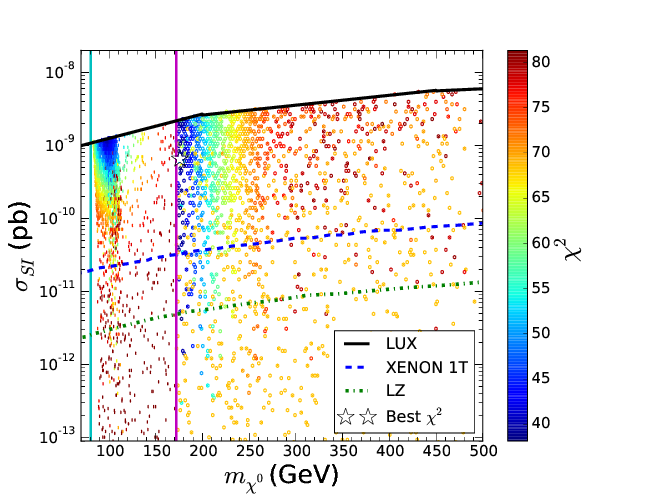 10⁻⁸
10⁻⁹
10⁻¹⁰
10⁻¹¹
10⁻¹²
10⁻¹³
σ_SI (pb)
100 150 200 250 300 350 400 450 500
m_χ⁰ (GeV)
LUX
XENON 1T
LZ
Best χ²
80
75
70
65
60
55
50
45
40
χ²